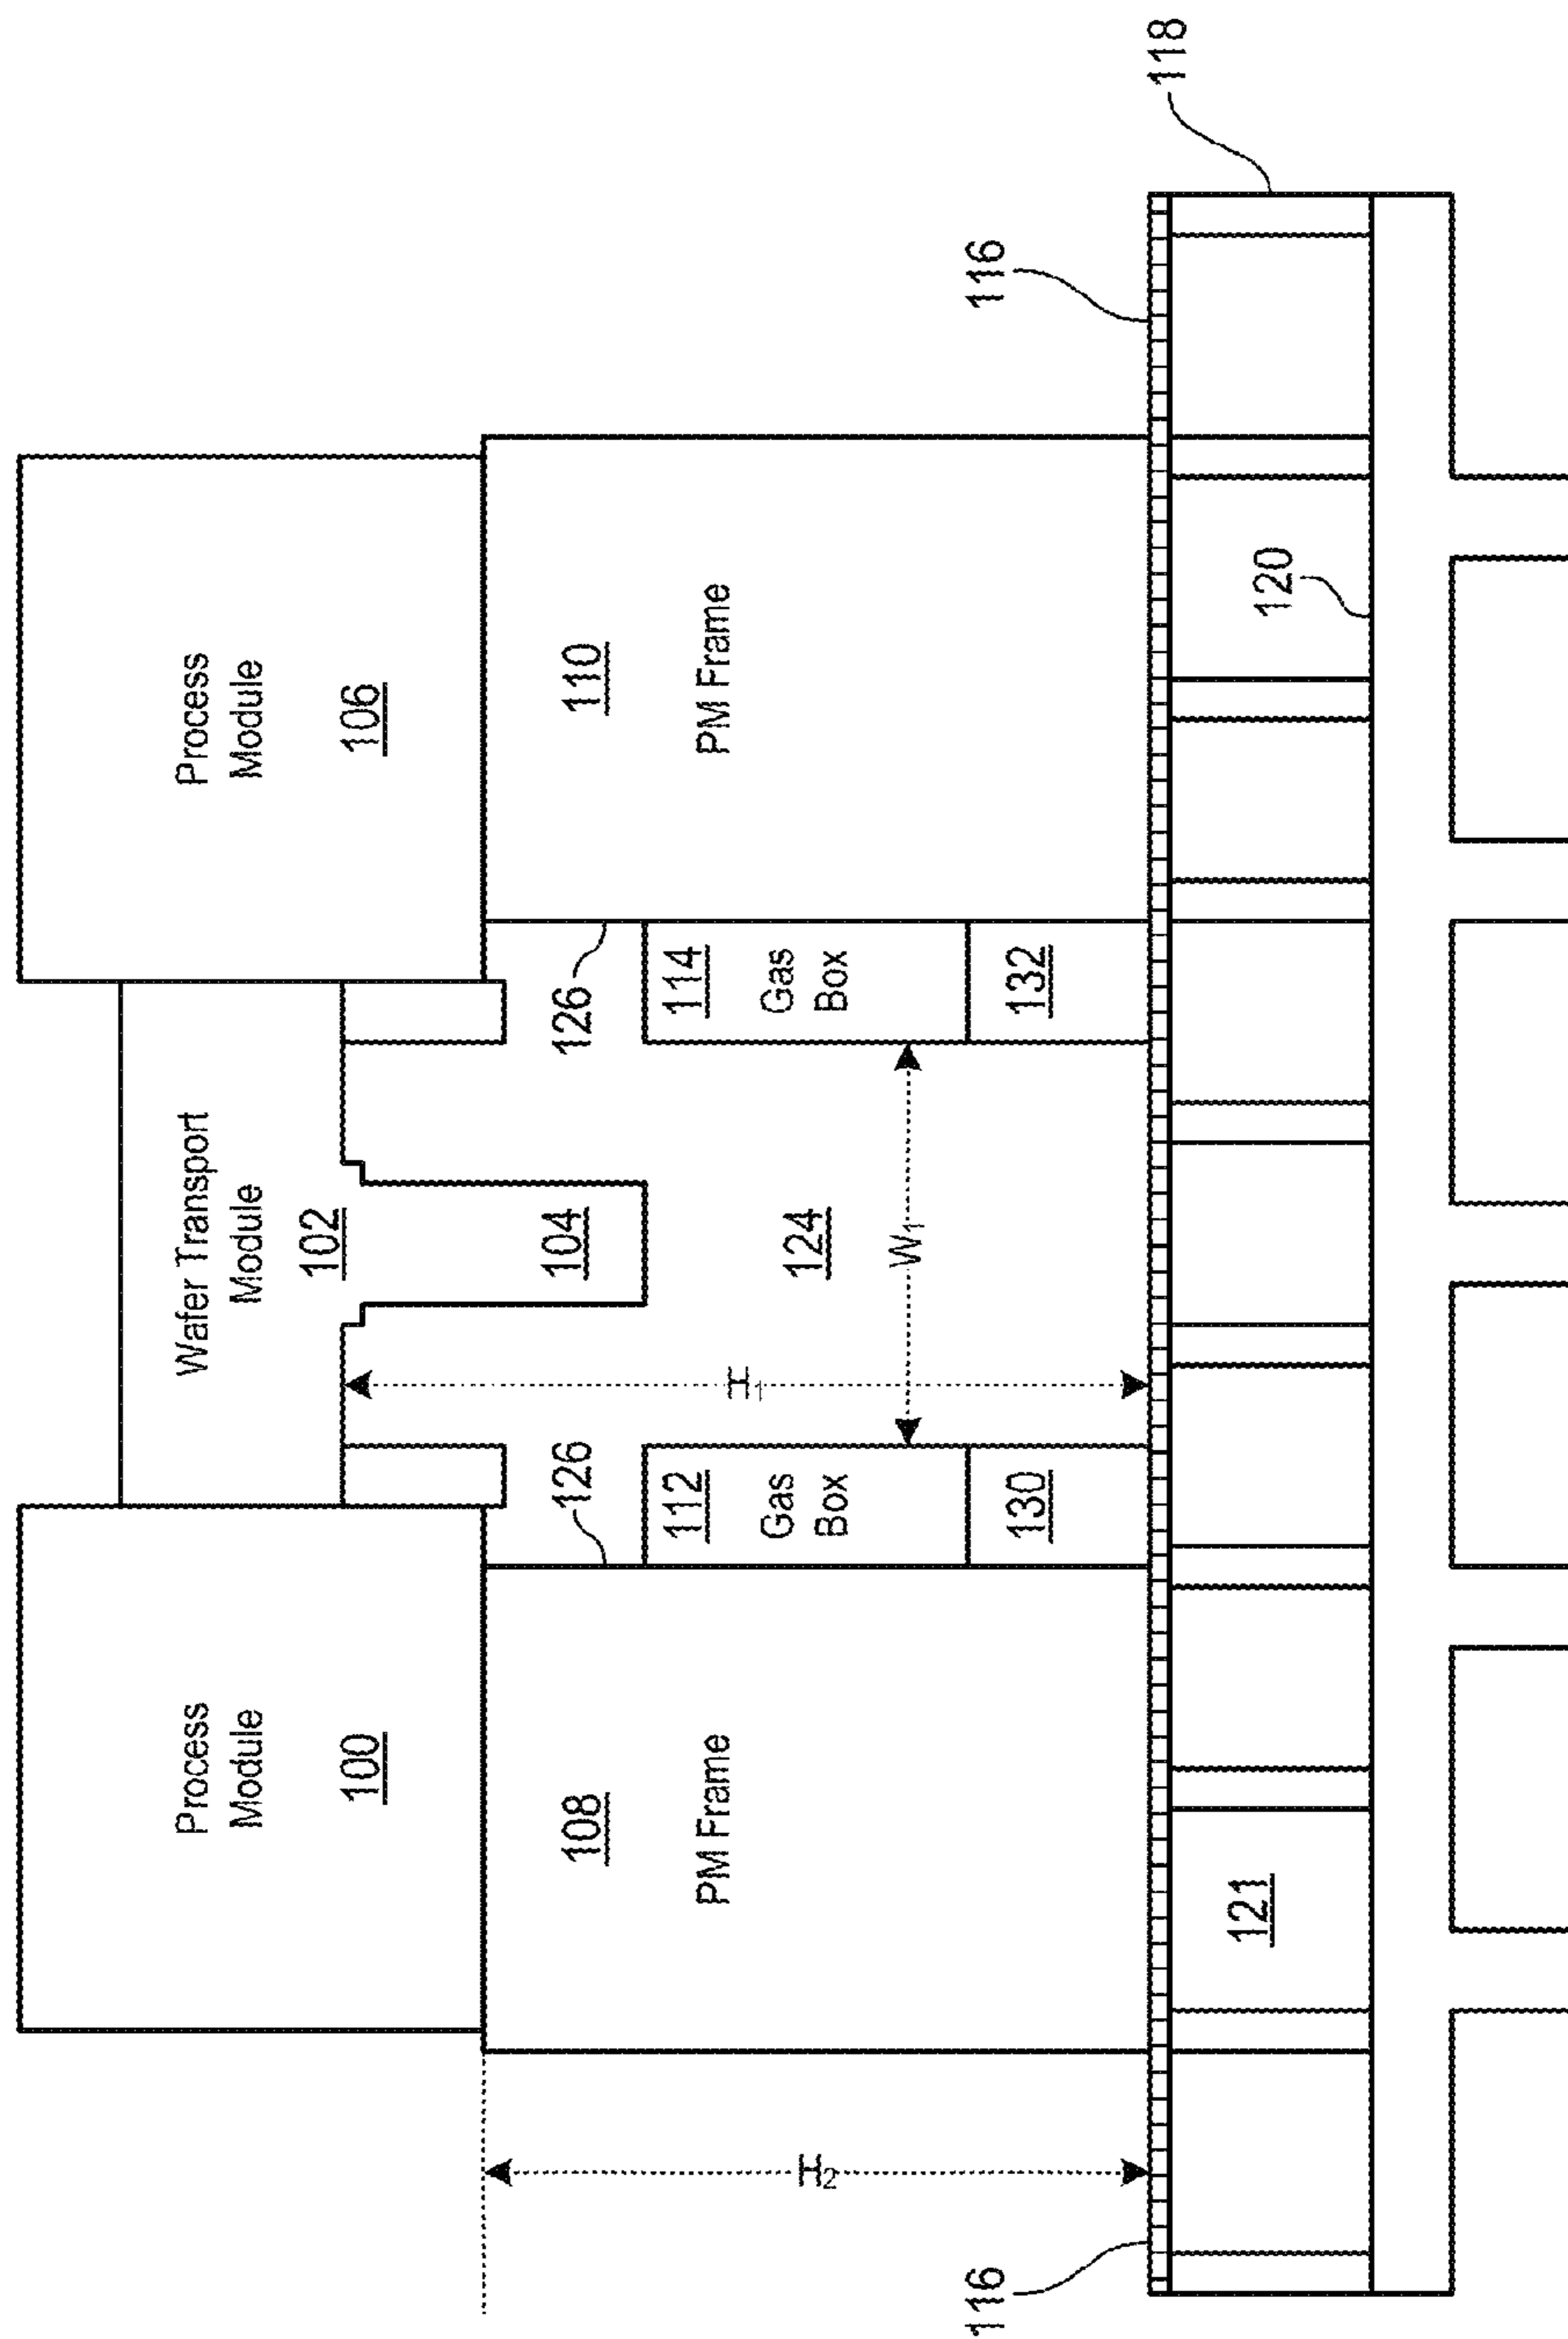 Process
Module
100
Wafer Transport
Module
102
Process
Module
106
108
PM Frame
104
110
PM Frame
126
126
112
Gas
Box
114
Gas
Box
H₁
124
H₂
W₁
130
132
116
116
118
121
120